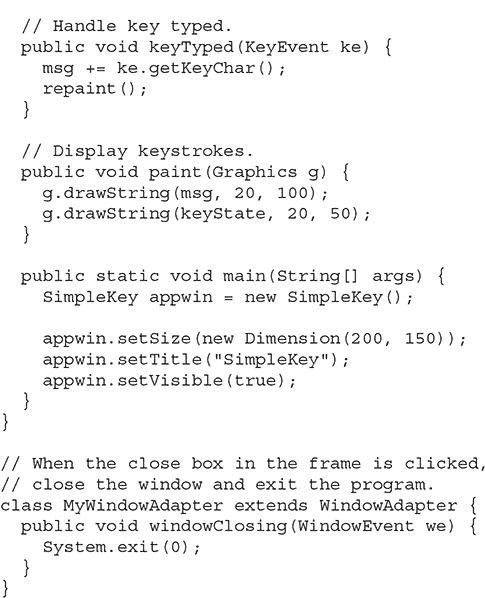 // Handle key typed.
public void keyTyped(KeyEvent ke) {
msg += ke.getKeyChar();
repaint();
}
// Display keystrokes.
public void paint(Graphics g) {
g.drawString(msg, 20, 100);
g.drawString(keyState, 20, 50);
}
public static void main(String[] args) {
SimpleKey appwin = new SimpleKey();
appwin.setSize(new Dimension(200, 150));
appwin.setTitle("SimpleKey");
appwin.setVisible(true);
}
}
// When the close box in the frame is clicked,
// close the window and exit the program.
class MyWindowAdapter extends WindowAdapter {
public void windowClosing(WindowEvent we) {
System.exit(0);
}
}